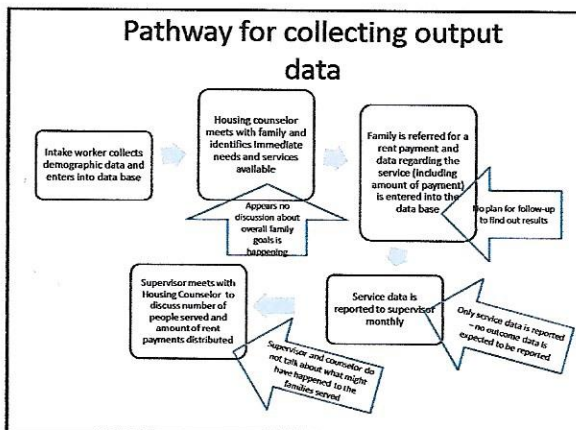 Pathway for collecting output
data
Intake worker collects
demographic data and
enters into data base
Housing counselor
meets with family and
identifies immediate
needs and services
available
Appears no
discussion about
overall family
goals is
happening
Family is referred for a
rent payment and
data regarding the
service (including
amount of payment)
is entered into the
data base
No plan for follow-up
to find out results
Service data is
reported to supervisor
monthly
Only service data is reported
– no outcome data is
expected to be reported
Supervisor meets with
Housing Counselor to
discuss number of
people served and
amount of rent
payments distributed
Supervisor and counselor do
not talk about what might
have happened to the
families served